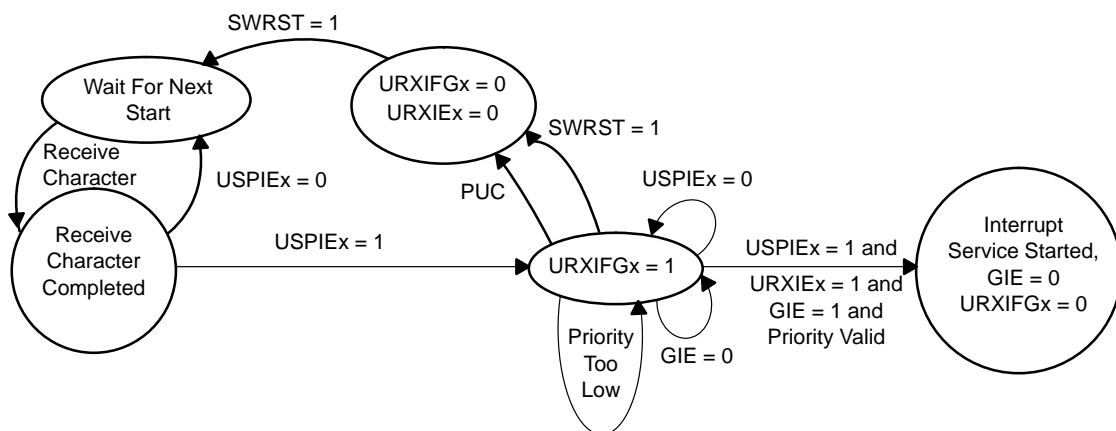 SWRST = 1
Wait For Next
Start
URXIFGx = 0
URXIEx = 0
SWRST = 1
Receive
Character
USPIEx = 0
PUC
USPIEx = 0
Receive
Character
Completed
USPIEx = 1
URXIFGx = 1
USPIEx = 1 and
URXIEx = 1 and
GIE = 1 and
Priority Valid
Interrupt
Service Started,
GIE = 0
URXIFGx = 0
Priority
Too
Low
GIE = 0